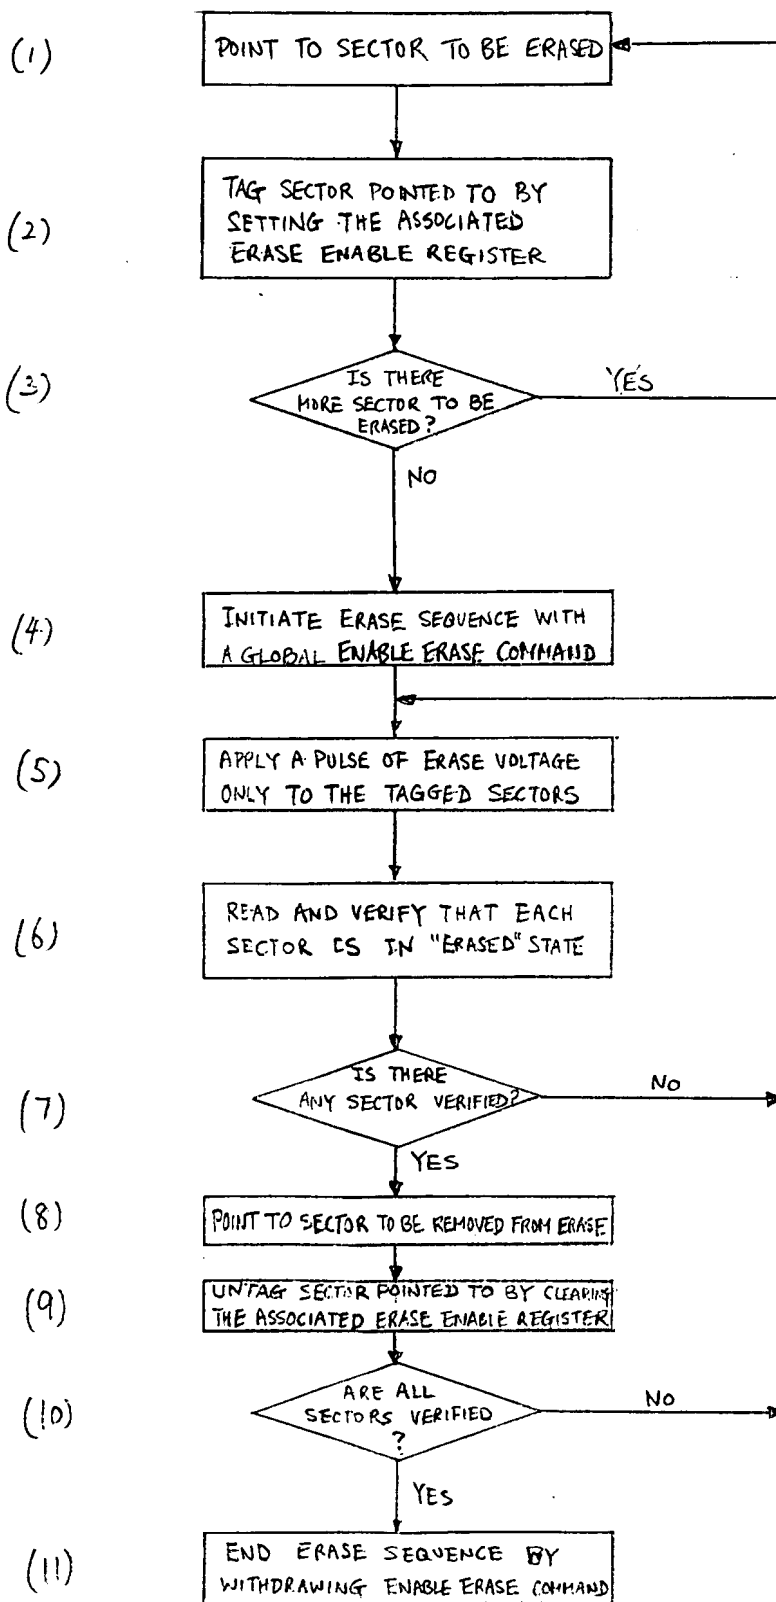 (1)
POINT TO SECTOR TO BE ERASED
(2)
TAG SECTOR POINTED TO BY
SETTING THE ASSOCIATED
ERASE ENABLE REGISTER
(3)
IS THERE
MORE SECTOR TO BE
ERASED?
YES
NO
(4)
INITIATE ERASE SEQUENCE WITH
A GLOBAL ENABLE ERASE COMMAND
(5)
APPLY A PULSE OF ERASE VOLTAGE
ONLY TO THE TAGGED SECTORS
(6)
READ AND VERIFY THAT EACH
SECTOR IS IN "ERASED" STATE
(7)
IS THERE
ANY SECTOR VERIFIED?
NO
YES
(8)
POINT TO SECTOR TO BE REMOVED FROM ERASE
(9)
UNTAG SECTOR POINTED TO BY CLEARING
THE ASSOCIATED ERASE ENABLE REGISTER
(10)
ARE ALL
SECTORS VERIFIED
?
NO
YES
(11)
END ERASE SEQUENCE BY
WITHDRAWING ENABLE ERASE COMMAND